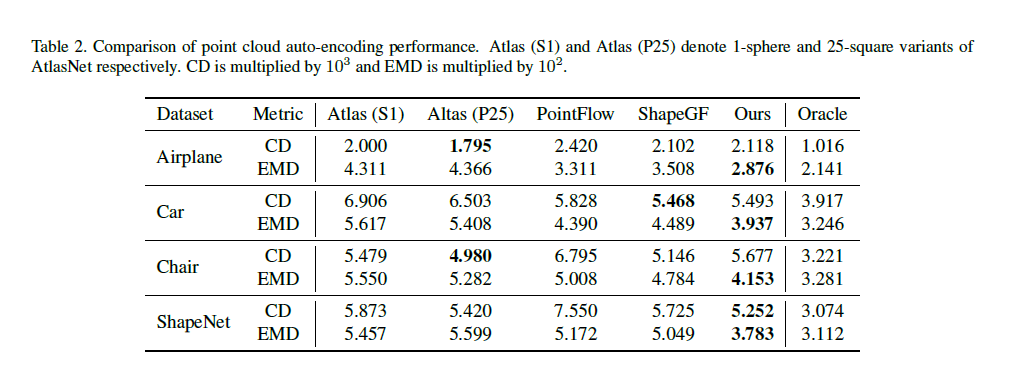 Table 2. Comparison of point cloud auto-encoding performance. Atlas (S1) and Atlas (P25) denote 1-sphere and 25-square variants of
AtlasNet respectively. CD is multiplied by 10³ and EMD is multiplied by 10².
Dataset Metric Atlas (S1) Altas (P25) PointFlow ShapeGF Ours Oracle
Airplane CD 2.000 1.795 2.420 2.102 2.118 1.016
EMD 4.311 4.366 3.311 3.508 2.876 2.141
Car CD 6.906 6.503 5.828 5.468 5.493 3.917
EMD 5.617 5.408 4.390 4.489 3.937 3.246
Chair CD 5.479 4.980 6.795 5.146 5.677 3.221
EMD 5.550 5.282 5.008 4.784 4.153 3.281
ShapeNet CD 5.873 5.420 7.550 5.725 5.252 3.074
EMD 5.457 5.599 5.172 5.049 3.783 3.112